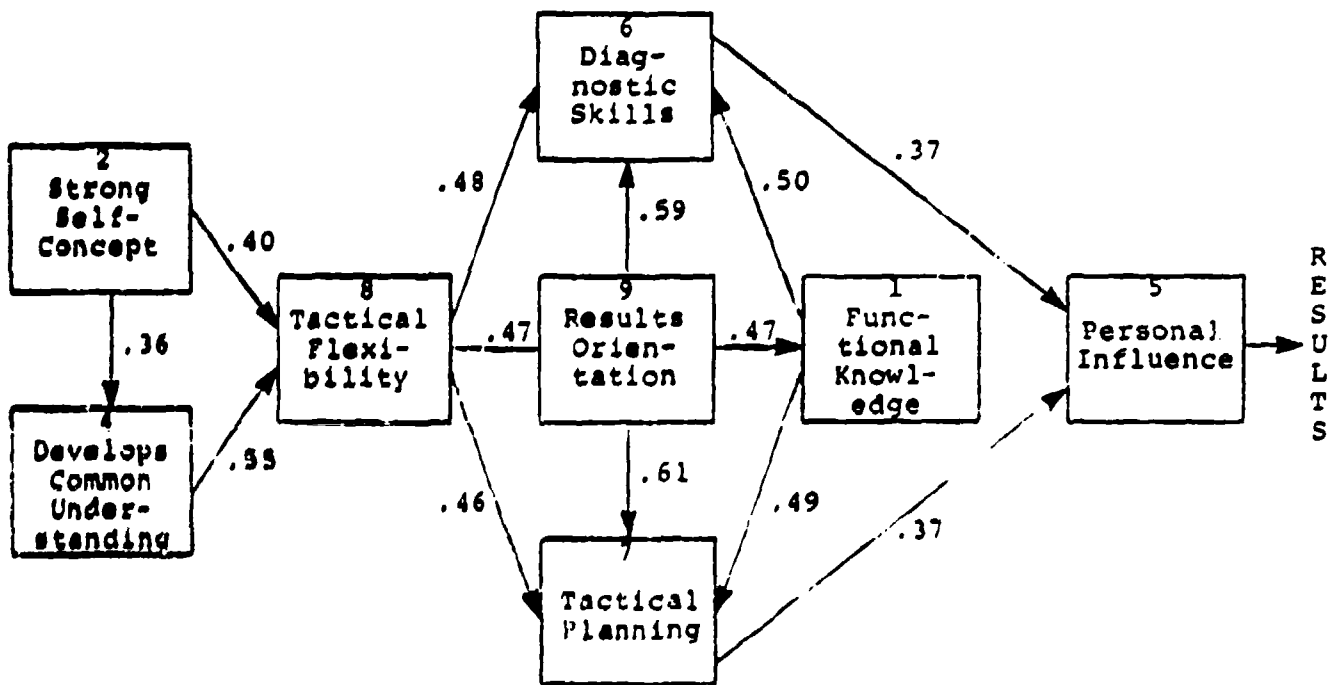 6
Diag-
nostic
Skills
2
Strong
Self-
Concept
.48
.50
.37
.59
.40
8
Tactical
Flexi-
bility
.47
9
Results
Orien-
tation
.47
1
Func-
tional
Knowl-
edge
5
Personal
Influence
RESULTS
.36
Develops
Common
Under-
standing
.55
.46
.61
.49
.37
Tactical
Planning